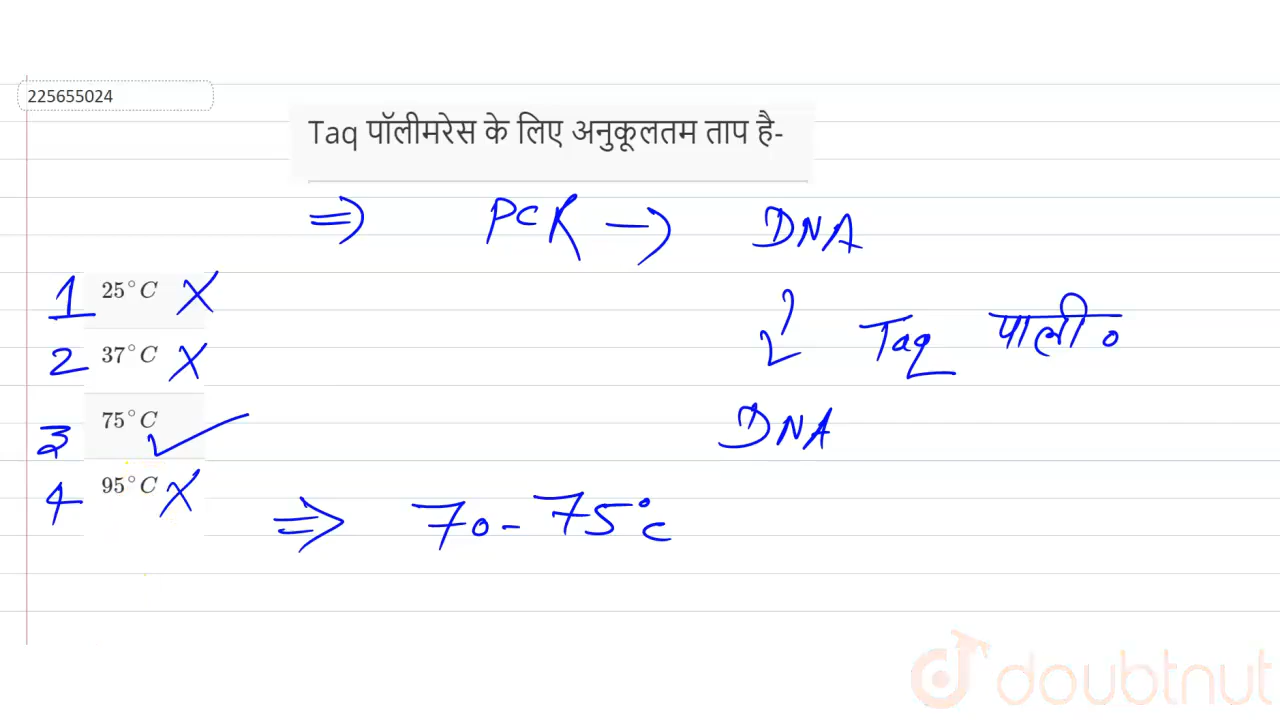 225655024
Taq पॉलीमरेस के लिए अनुकूलतम ताप है-
⇒ PCR → DNA
1 25°C X
2 37°C X
Taq पाली०
3 75°C ✓
DNA
4 95°C X
⇒ 70-75°C
doubtnut